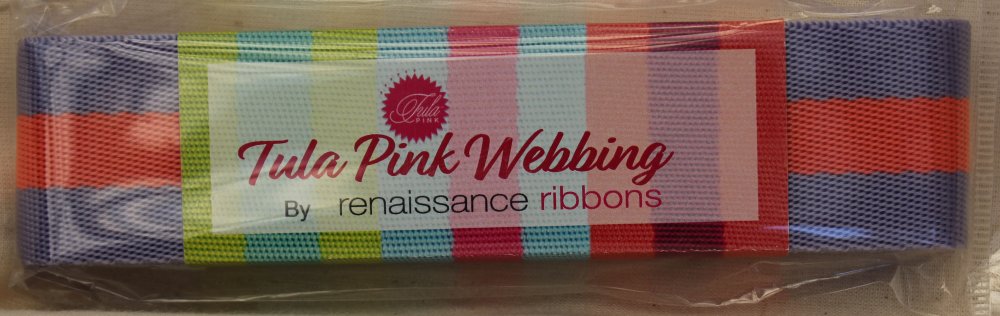 Tula
PINK
Tula Pink Webbing
By renaissance ribbons